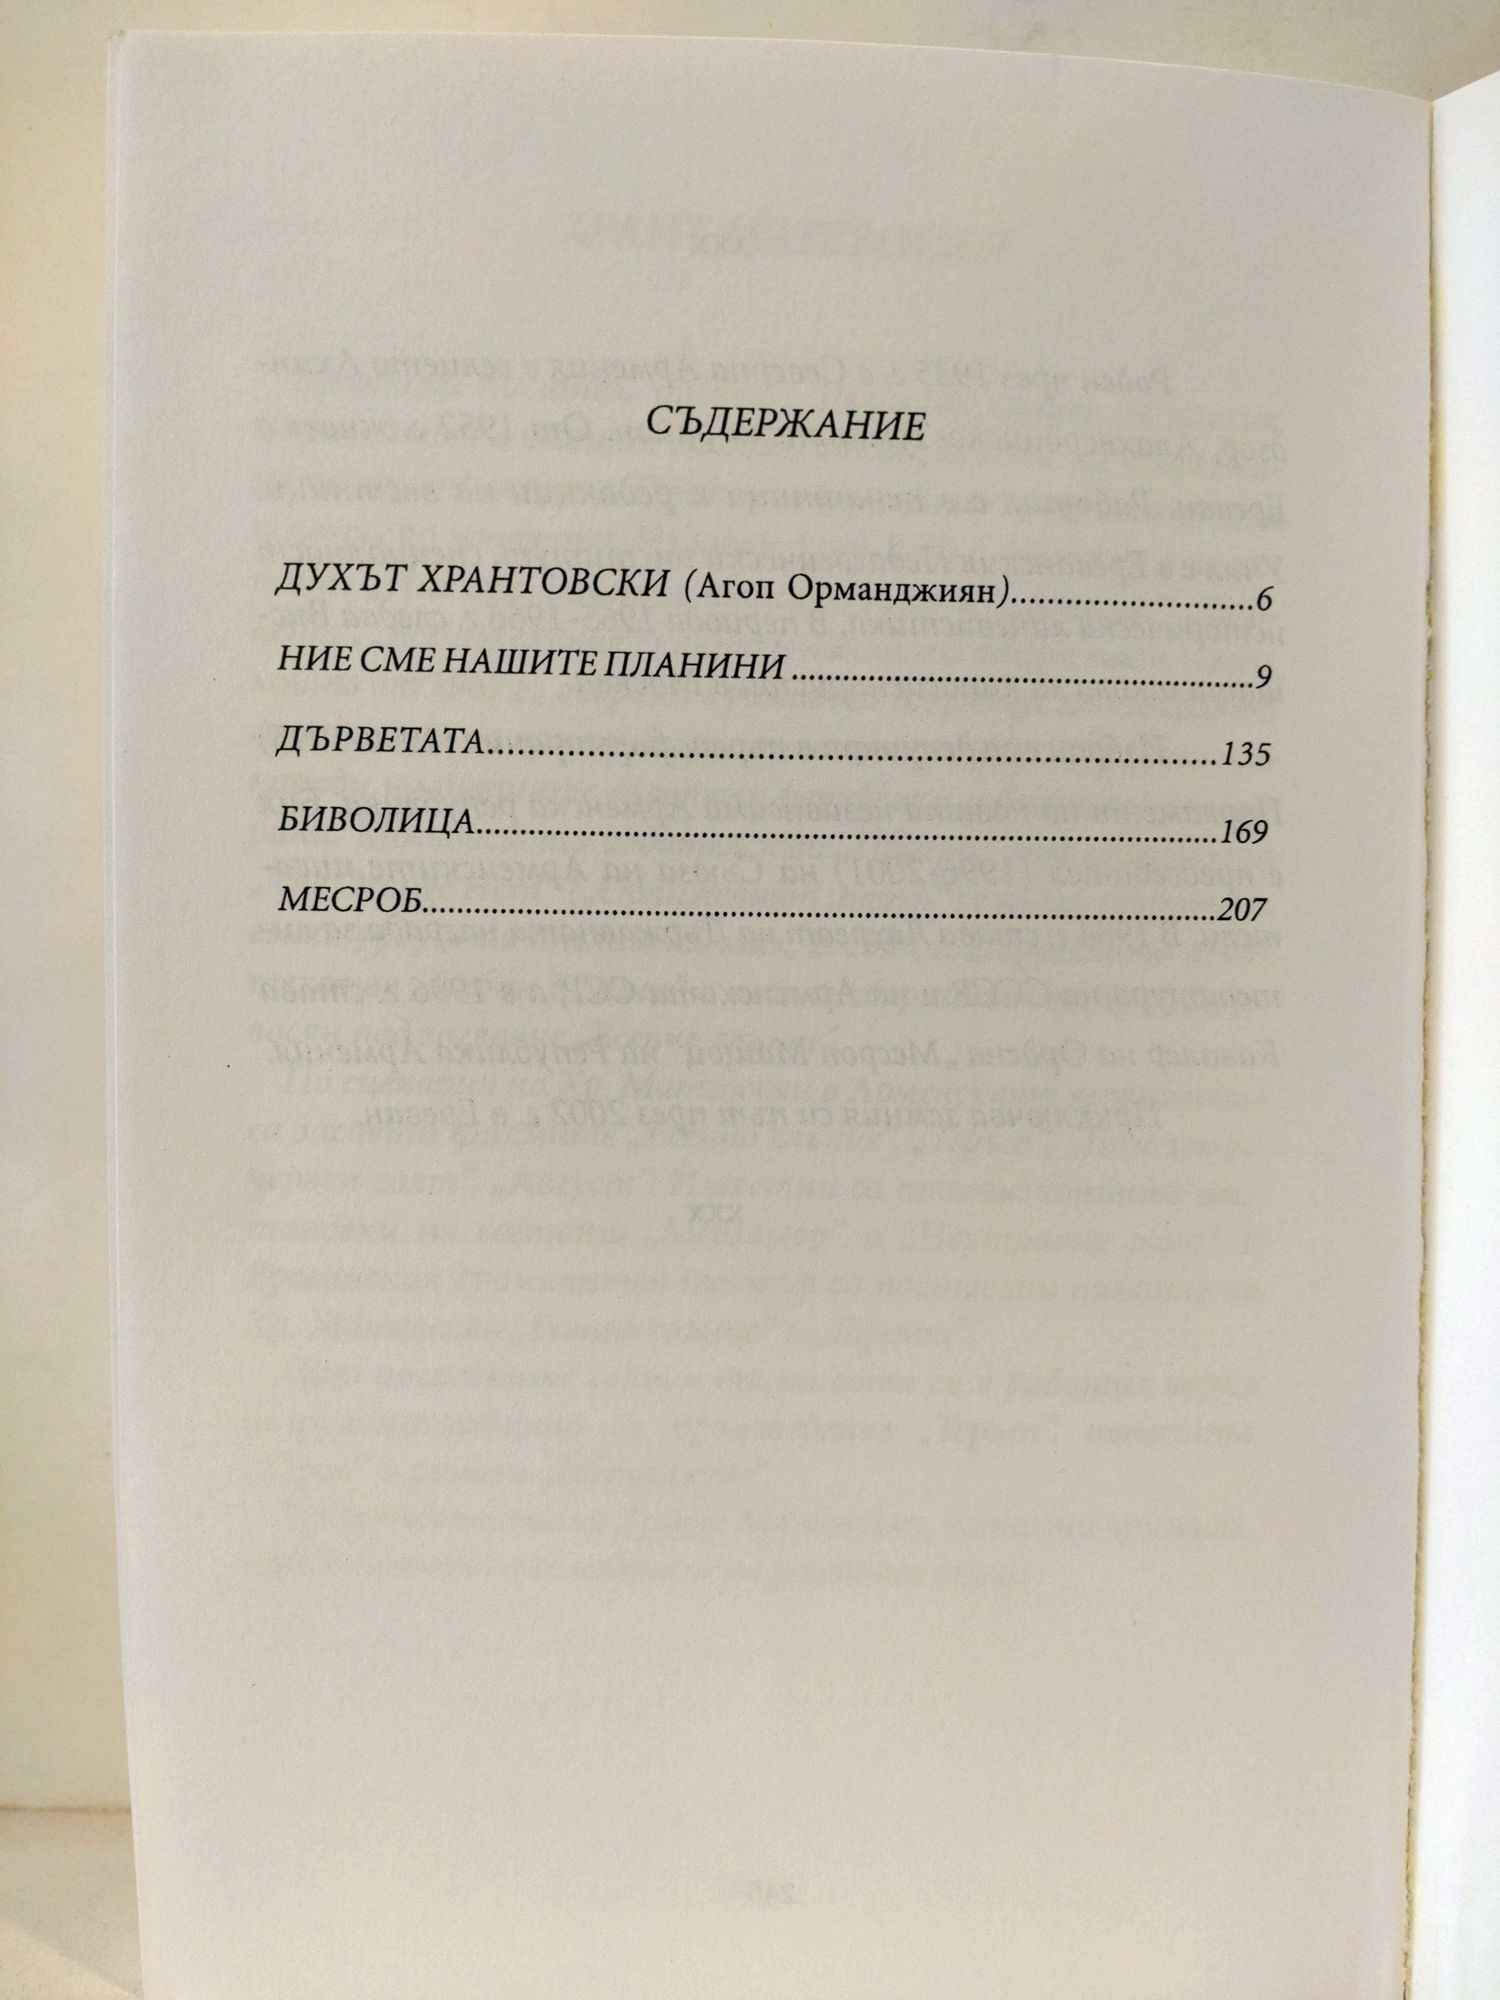 СЪДЕРЖАНИЕ
ДУХЪТ ХРАНТОВСКИ (Агоп Орманджиян)..........................6
НИЕ СМЕ НАШИТЕ ПЛАНИНИ ......................................................9
ДЪРВЕТАТА..............................................................................135
БИВОЛИЦА................................................................................169
МЕСРОБ......................................................................................207